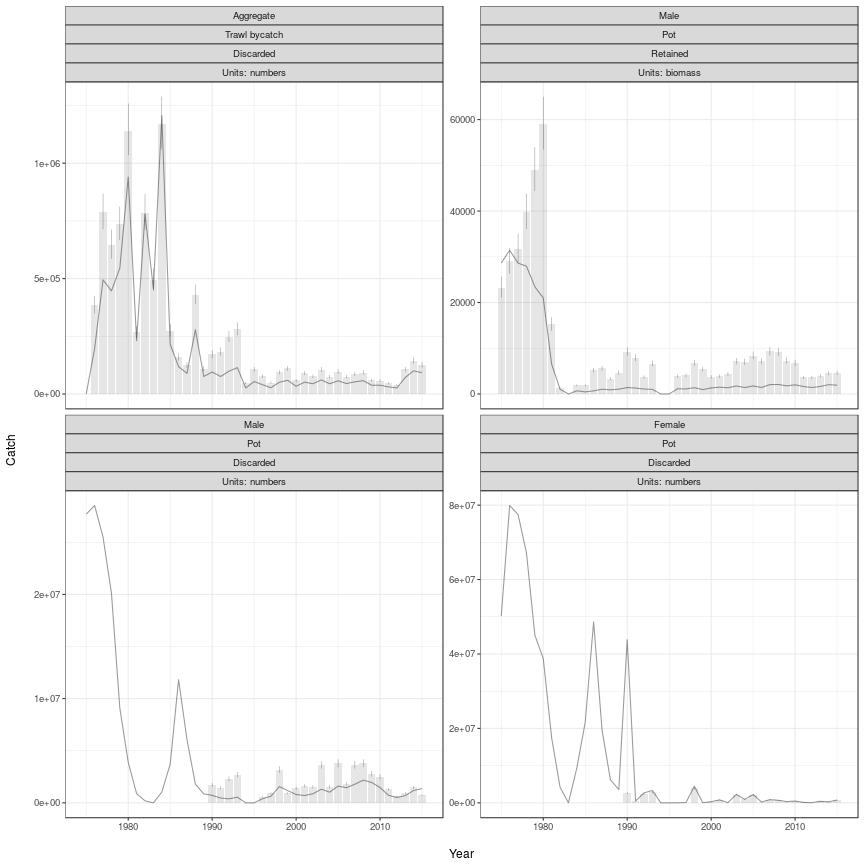 Aggregate
Trawl bycatch
Discarded
Units: numbers
Male
Pot
Retained
Units: biomass
1e+06
5e+05
0e+00
60000
40000
20000
0
Male
Pot
Discarded
Units: numbers
Female
Pot
Discarded
Units: numbers
2e+07
1e+07
0e+00
8e+07
6e+07
4e+07
2e+07
0e+00
1980 1990 2000 2010
1980 1990 2000 2010
Catch
Year